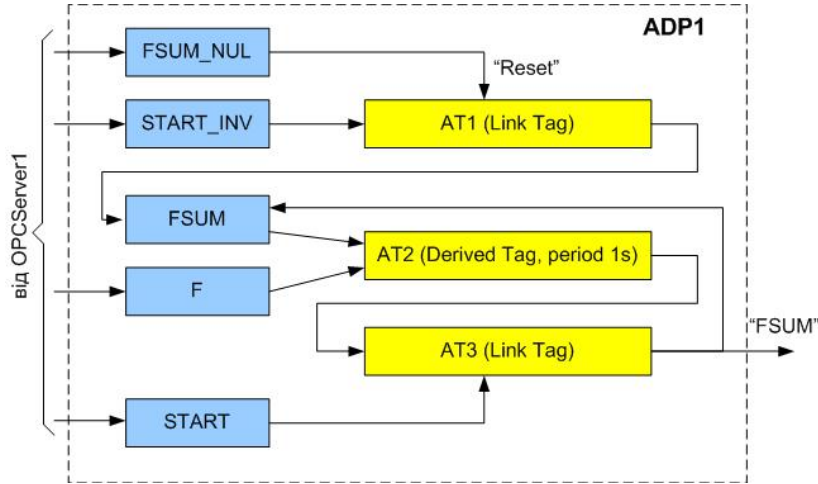 ADP1
FSUM_NUL
“Reset”
START_INV
AT1 (Link Tag)
від OPCServer1
FSUM
AT2 (Derived Tag, period 1s)
F
“FSUM”
AT3 (Link Tag)
START